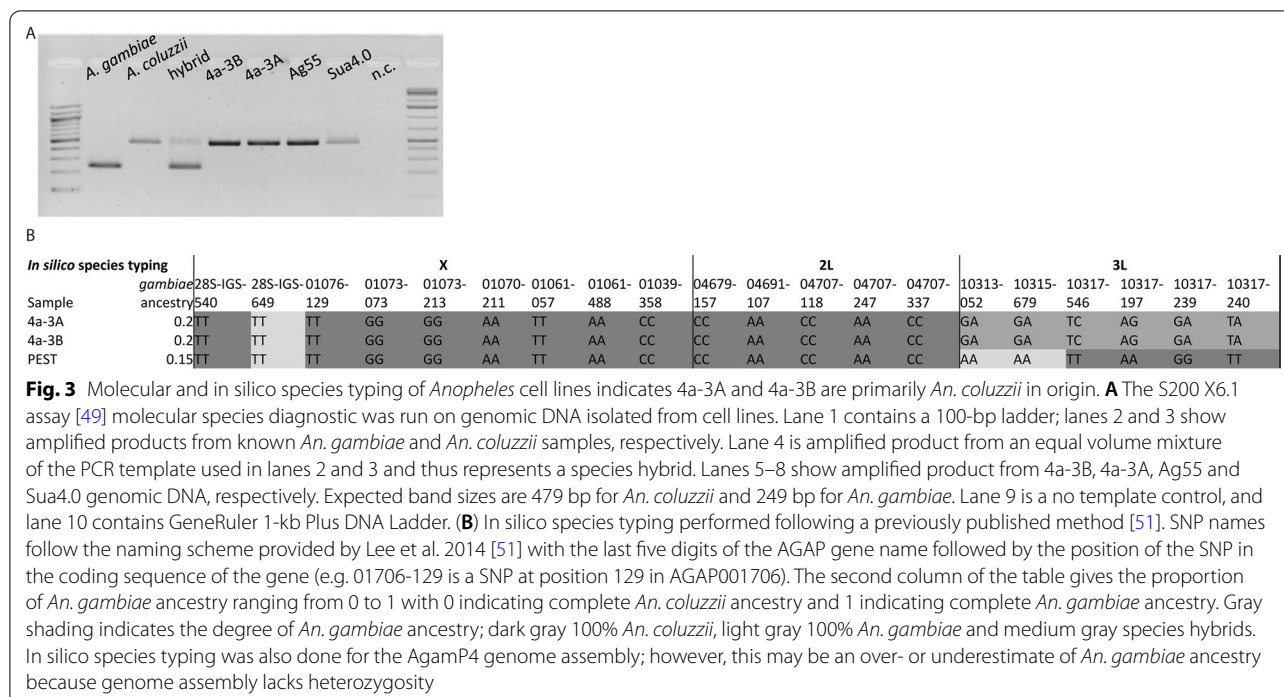 A
A. gambiae A. coluzzii hybrid 4a-3B 4a-3A Ag55 Sua4.0 n.c.
B
In silico species typing X 2L 3L
gambiae 28S-IGS- 28S-IGS- 01076- 01073- 01073- 01070- 01061- 01061- 01039- 04679- 04691- 04707- 04707- 04707- 10313- 10315- 10317- 10317- 10317- 10317-
Sample ancestry 540 649 129 073 213 211 057 488 358 157 107 118 247 337 052 679 546 197 239 240
4a-3A 0.2 TT TT TT GG GG AA TT AA CC CC AA CC AA CC GA GA TC AG GA TA
4a-3B 0.2 TT TT TT GG GG AA TT AA CC CC AA CC AA CC GA GA TC AG GA TA
PEST 0.15 TT TT TT GG GG AA TT AA CC CC AA CC AA CC AA AA TT AA GG TT
Fig. 3 Molecular and in silico species typing of Anopheles cell lines indicates 4a-3A and 4a-3B are primarily An. coluzzii in origin. A The S200 X6.1
assay [49] molecular species diagnostic was run on genomic DNA isolated from cell lines. Lane 1 contains a 100-bp ladder; lanes 2 and 3 show
amplified products from known An. gambiae and An. coluzzii samples, respectively. Lane 4 is amplified product from an equal volume mixture
of the PCR template used in lanes 2 and 3 and thus represents a species hybrid. Lanes 5–8 show amplified product from 4a-3B, 4a-3A, Ag55 and
Sua4.0 genomic DNA, respectively. Expected band sizes are 479 bp for An. coluzzii and 249 bp for An. gambiae. Lane 9 is a no template control, and
lane 10 contains GeneRuler 1-kb Plus DNA Ladder. (B) In silico species typing performed following a previously published method [51]. SNP names
follow the naming scheme provided by Lee et al. 2014 [51] with the last five digits of the AGAP gene name followed by the position of the SNP in
the coding sequence of the gene (e.g. 01706-129 is a SNP at position 129 in AGAP001706). The second column of the table gives the proportion
of An. gambiae ancestry ranging from 0 to 1 with 0 indicating complete An. coluzzii ancestry and 1 indicating complete An. gambiae ancestry. Gray
shading indicates the degree of An. gambiae ancestry; dark gray 100% An. coluzzii, light gray 100% An. gambiae and medium gray species hybrids.
In silico species typing was also done for the AgamP4 genome assembly; however, this may be an over- or underestimate of An. gambiae ancestry
because genome assembly lacks heterozygosity